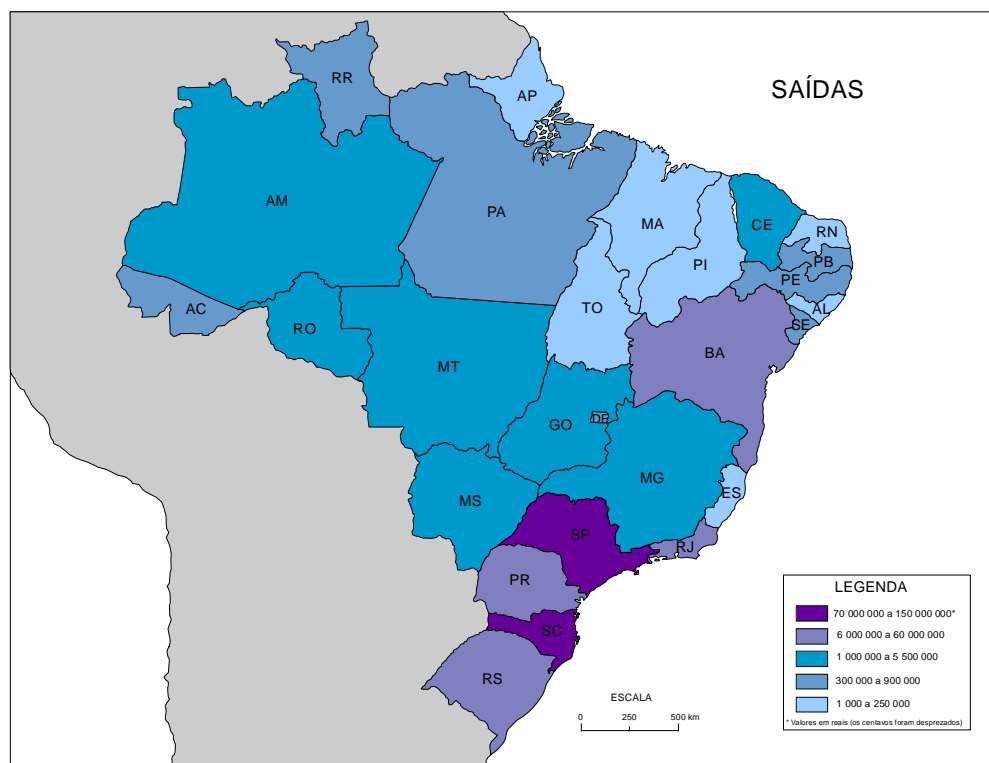 SAÍDAS
RR
AP
AM
PA
MA
CE
RN
PI
PB
PE
AC
TO
AL
RO
SE
BA
MT
GO
DF
MG
MS
ES
SP
RJ
PR
SC
RS
LEGENDA
70 000 000 a 150 000 000*
6 000 000 a 60 000 000
1 000 000 a 5 500 000
300 000 a 900 000
1 000 a 250 000
* Valores em reais (os centavos foram desprezados)
ESCALA
0 250 500 km